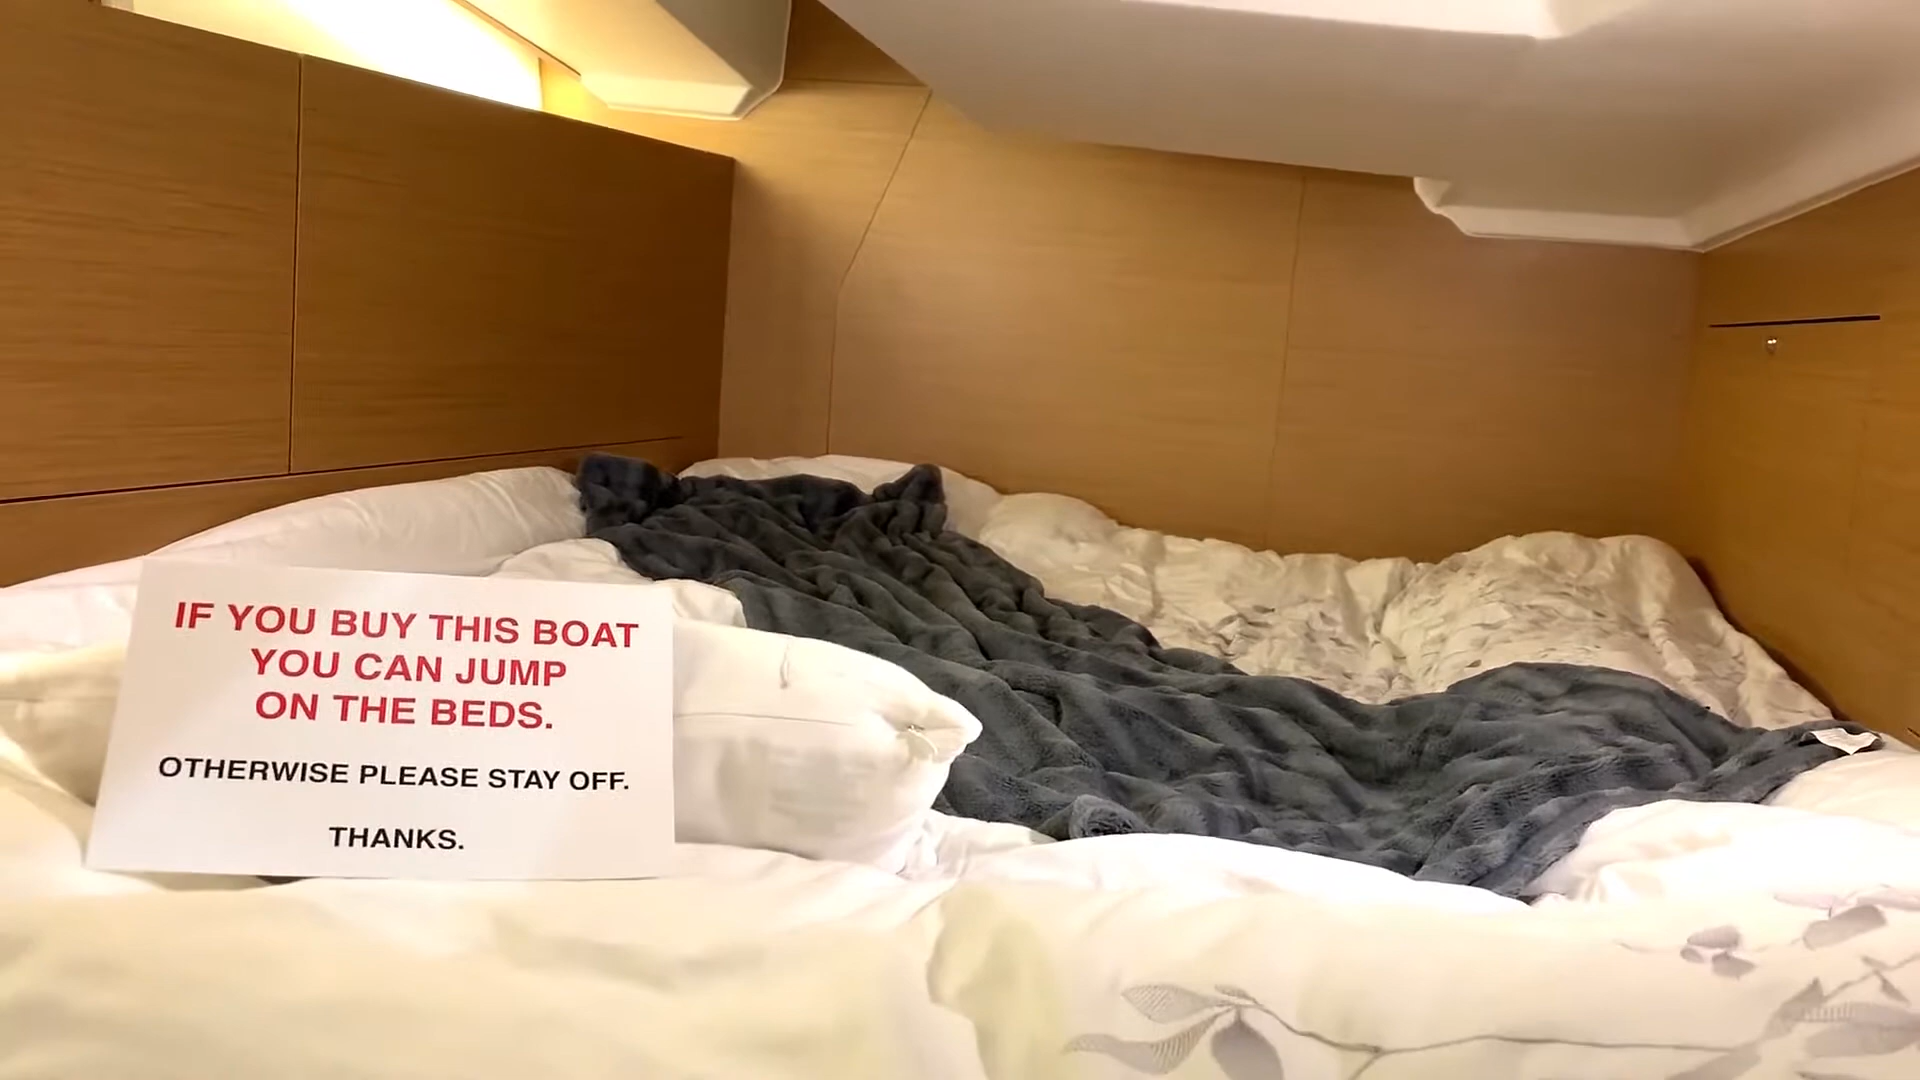 IF YOU BUY THIS BOAT
YOU CAN JUMP
ON THE BEDS.
OTHERWISE PLEASE STAY OFF.
THANKS.